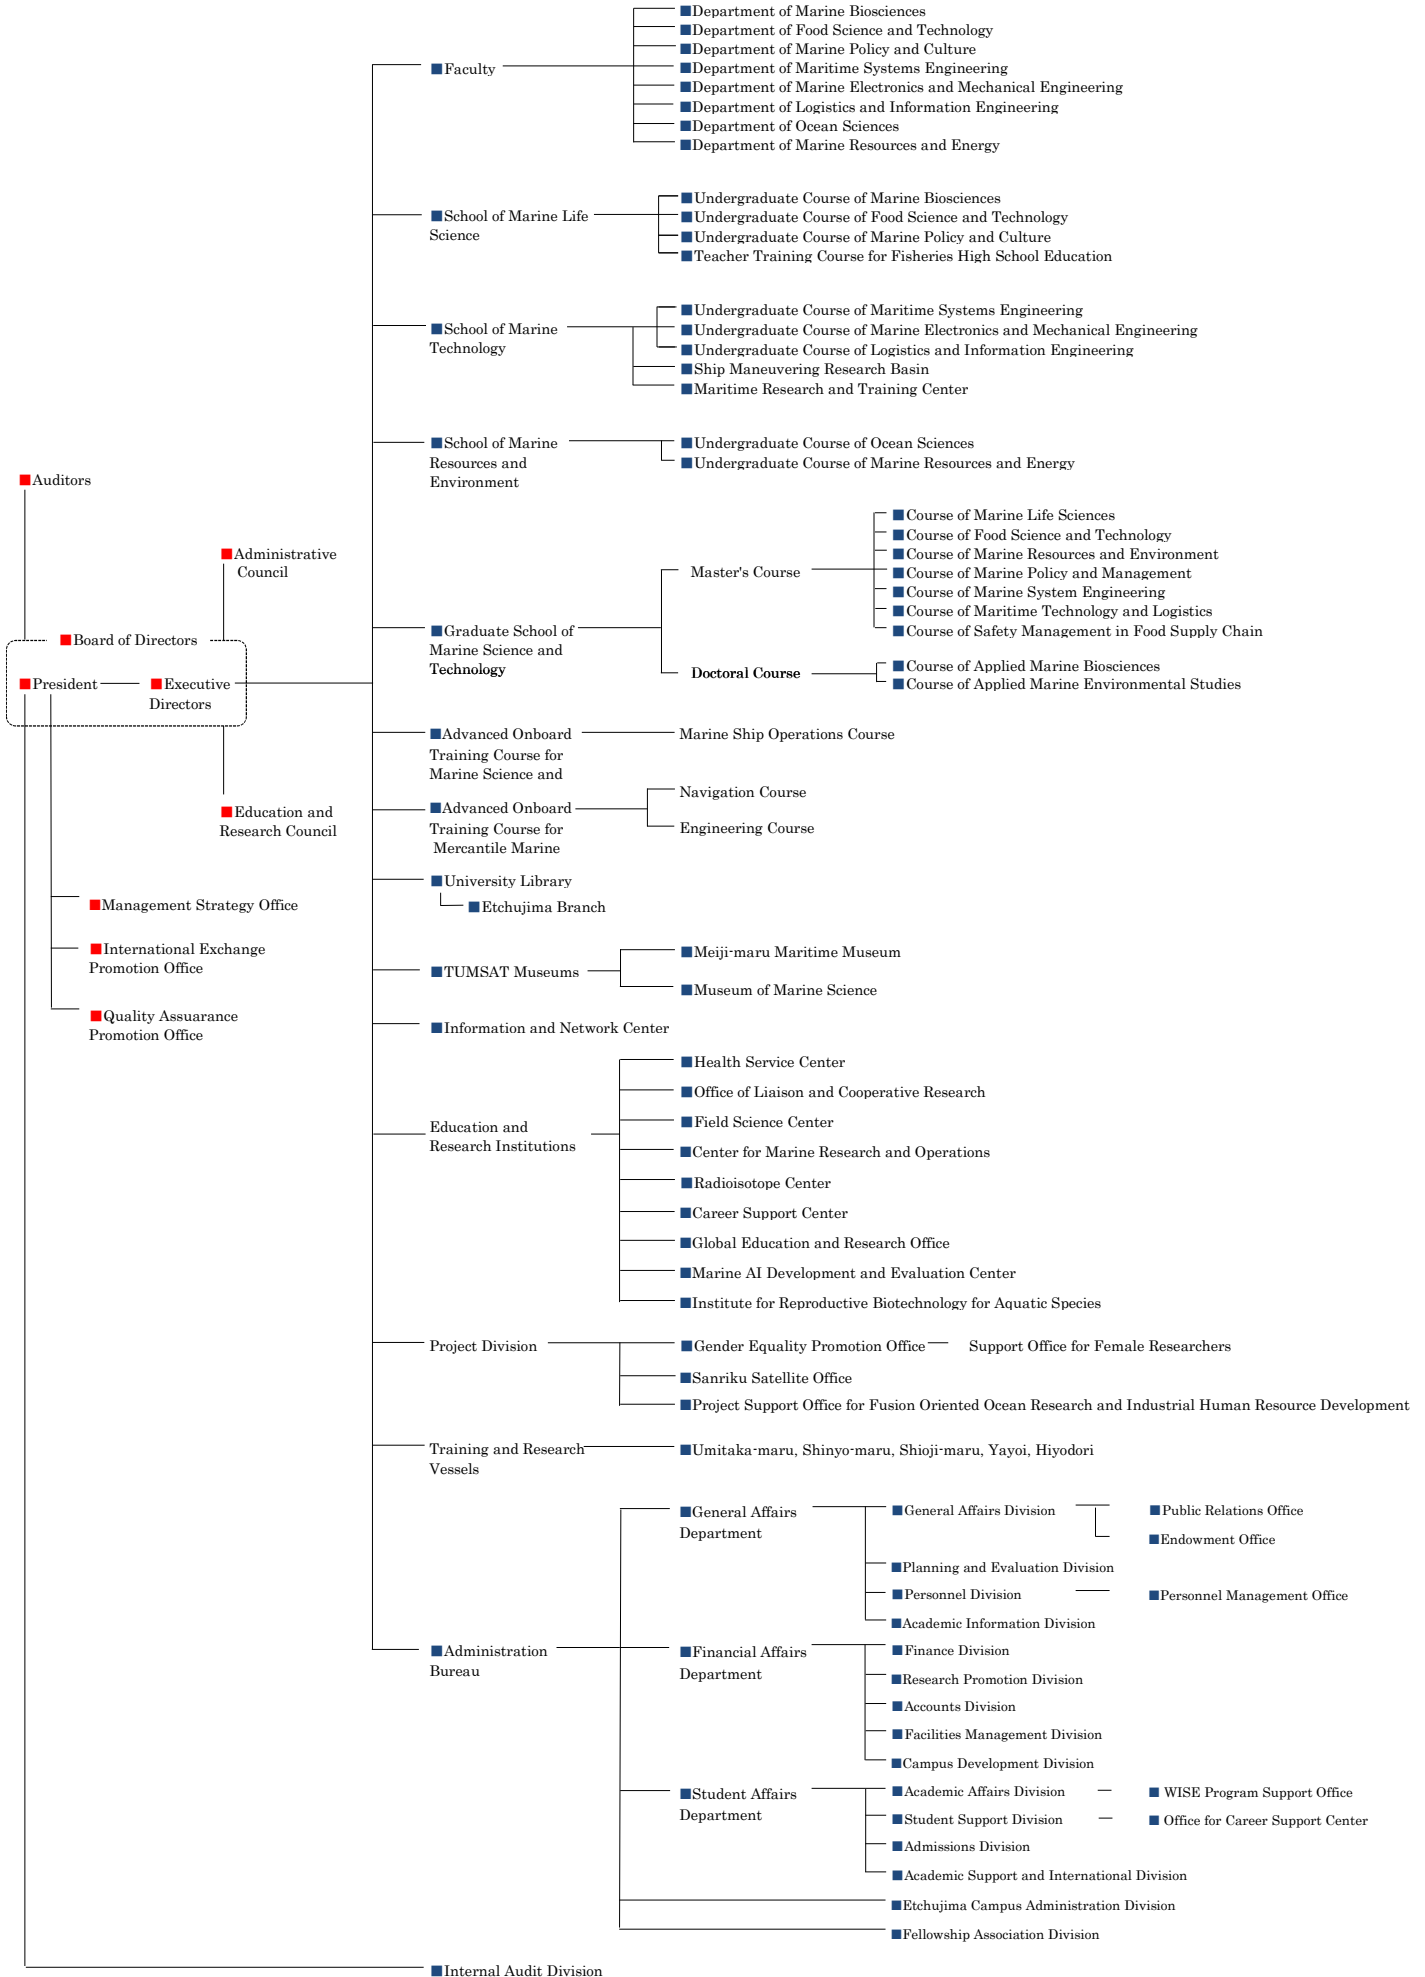 ■Auditors
■Administrative
Council
■Board of Directors
■President
■Executive
Directors
■Education and
Research Council
■Management Strategy Office
■International Exchange
Promotion Office
■Quality Assuarance
Promotion Office
■Faculty
■Department of Marine Biosciences
■Department of Food Science and Technology
■Department of Marine Policy and Culture
■Department of Maritime Systems Engineering
■Department of Marine Electronics and Mechanical Engineering
■Department of Logistics and Information Engineering
■Department of Ocean Sciences
■Department of Marine Resources and Energy
■School of Marine Life
Science
■Undergraduate Course of Marine Biosciences
■Undergraduate Course of Food Science and Technology
■Undergraduate Course of Marine Policy and Culture
■Teacher Training Course for Fisheries High School Education
■School of Marine
Technology
■Undergraduate Course of Maritime Systems Engineering
■Undergraduate Course of Marine Electronics and Mechanical Engineering
■Undergraduate Course of Logistics and Information Engineering
■Ship Maneuvering Research Basin
■Maritime Research and Training Center
■School of Marine
Resources and
Environment
■Undergraduate Course of Ocean Sciences
■Undergraduate Course of Marine Resources and Energy
■Graduate School of
Marine Science and
Technology
Master's Course
■Course of Marine Life Sciences
■Course of Food Science and Technology
■Course of Marine Resources and Environment
■Course of Marine Policy and Management
■Course of Marine System Engineering
■Course of Maritime Technology and Logistics
■Course of Safety Management in Food Supply Chain
Doctoral Course
■Course of Applied Marine Biosciences
■Course of Applied Marine Environmental Studies
■Advanced Onboard
Training Course for
Marine Science and
Marine Ship Operations Course
■Advanced Onboard
Training Course for
Mercantile Marine
Navigation Course
Engineering Course
■University Library
■Etchujima Branch
■TUMSAT Museums
■Meiji-maru Maritime Museum
■Museum of Marine Science
■Information and Network Center
Education and
Research Institutions
■Health Service Center
■Office of Liaison and Cooperative Research
■Field Science Center
■Center for Marine Research and Operations
■Radioisotope Center
■Career Support Center
■Global Education and Research Office
■Marine AI Development and Evaluation Center
■Institute for Reproductive Biotechnology for Aquatic Species
Project Division
■Gender Equality Promotion Office
Support Office for Female Researchers
■Sanriku Satellite Office
■Project Support Office for Fusion Oriented Ocean Research and Industrial Human Resource Development
Training and Research
Vessels
■Umitaka-maru, Shinyo-maru, Shioji-maru, Yayoi, Hiyodori
■Administration
Bureau
■General Affairs
Department
■General Affairs Division
■Public Relations Office
■Endowment Office
■Planning and Evaluation Division
■Personnel Division
■Personnel Management Office
■Academic Information Division
■Financial Affairs
Department
■Finance Division
■Research Promotion Division
■Accounts Division
■Facilities Management Division
■Campus Development Division
■Student Affairs
Department
■Academic Affairs Division
■ WISE Program Support Office
■Student Support Division
■ Office for Career Support Center
■Admissions Division
■Academic Support and International Division
■Etchujima Campus Administration Division
■Fellowship Association Division
■Internal Audit Division